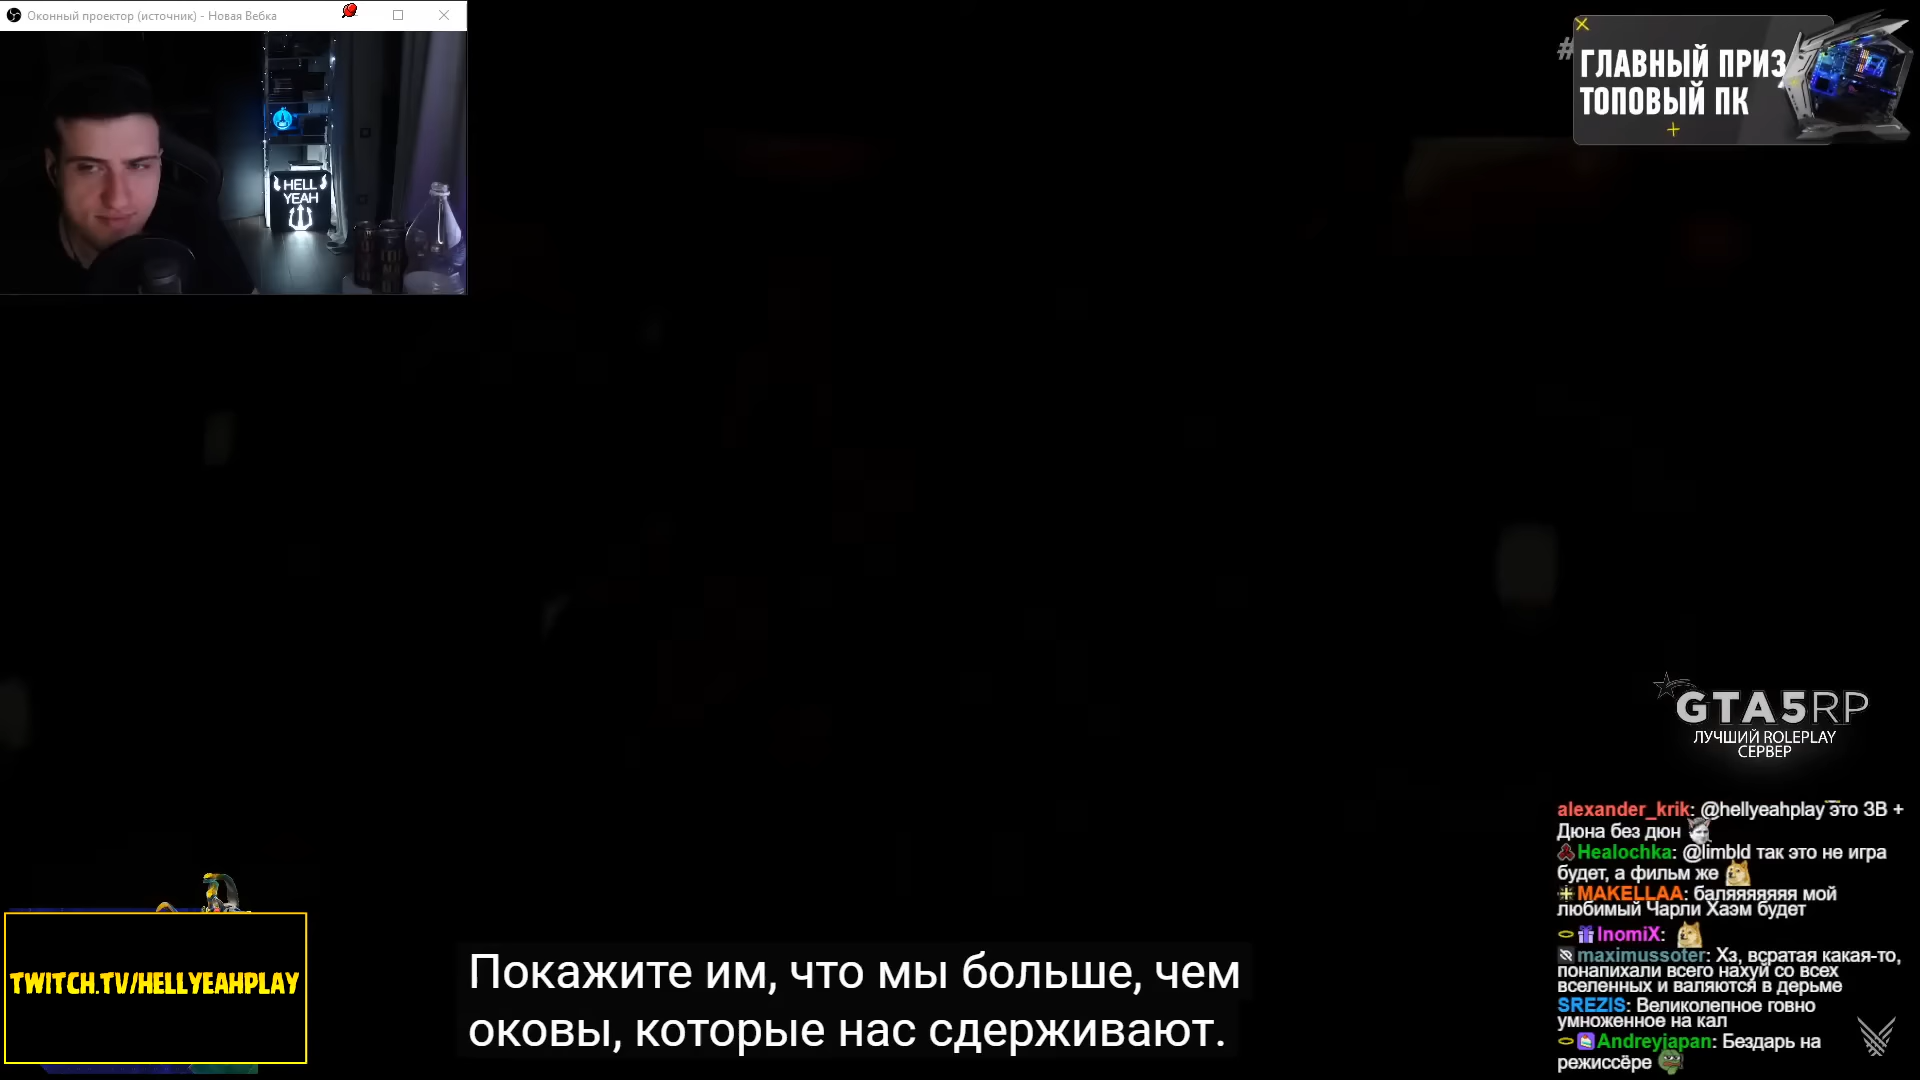 Оконный проектор (источник) - Новая Вебка
HELL
YEAH
#
ГЛАВНЫЙ ПРИЗ
ТОПОВЫЙ ПК
GTA5RP
ЛУЧШИЙ ROLEPLAY
СЕРВЕР
alexander_krik: @hellyeahplay это ЗВ +
Дюна без дюн
Healochka: @limbld так это не игра
будет, а фильм же
MAKELLAA: баляяяяяяя мой
любимый Чарли Хаэм будет
InomiX:
maximussoter: Хз, всратая какая-то,
понапихали всего нахуй со всех
вселенных и валяются в дерьме
SREZIS: Великолепное говно
умноженное на кал
Andreyjapan: Бездарь на
режиссёре
TWITCH.TV/HELLYEAHPLAY
Покажите им, что мы больше, чем
оковы, которые нас сдерживают.